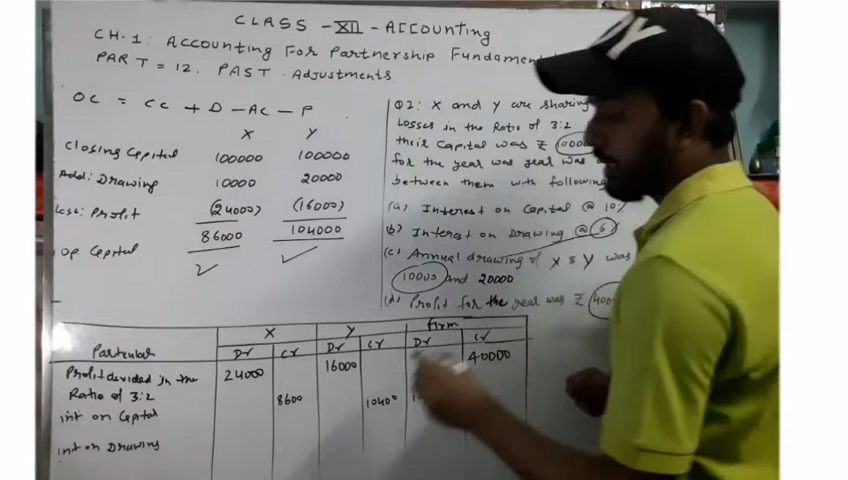 CLASS - XII - ACCOUNTING
CH. 1: ACCOUNTING FOR PARTNERSHIP FUNDAMENT
PART = 12. PAST Adjustments
OC = CC + D - AC - P
X Y
Closing Capital 100000 100000
Add: Drawing 10000 20000
Less: Profit (24000) (16000)
86000 104000
Op. Capital
Q2: X and Y are sharing
Losses in the Ratio of 3:2
their Capital was ₹ 10000
for the year was year was
between them with following
(a) Interest on Capital @ 10%
(b) Interest on Drawing @ 6%
(c) Annual drawing of X & Y was
10000 and 20000
(d) Profit for the year was ₹ 4000
Particular X Y Firm
Dr Cr Dr Cr Dr Cr
Profit divided in the 24000 16000 40000
Ratio of 3:2
int on Capital 8600 10400
int on Drawing